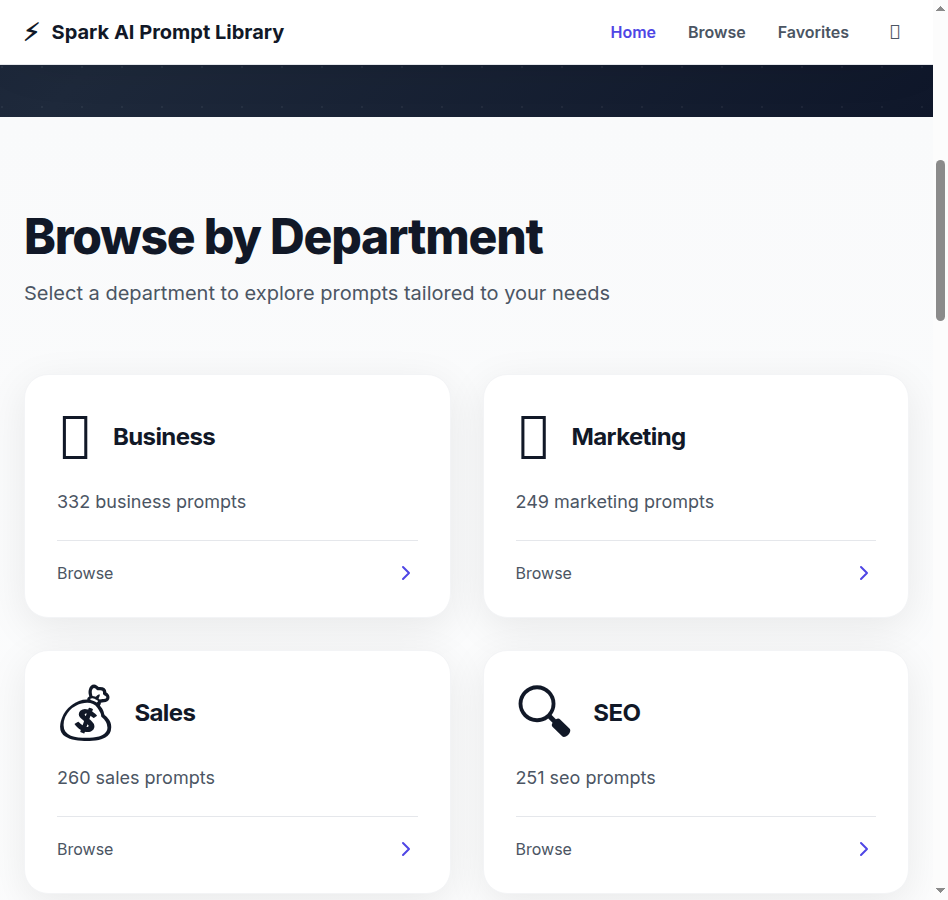 Spark AI Prompt Library
Home Browse Favorites
Browse by Department
Select a department to explore prompts tailored to your needs
Business
332 business prompts
Browse
Marketing
249 marketing prompts
Browse
Sales
260 sales prompts
Browse
SEO
251 seo prompts
Browse